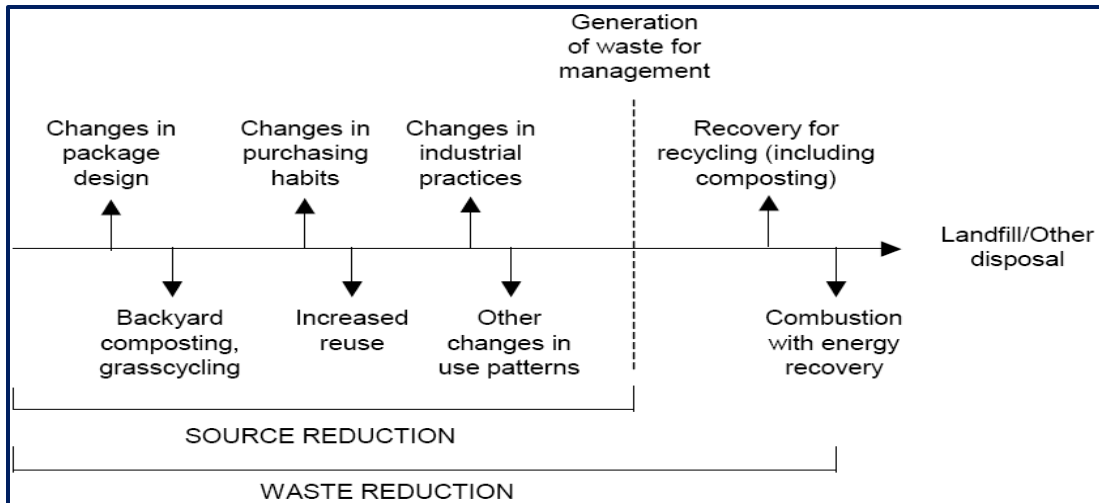 Generation
of waste for
management
Changes in
package
design
Changes in
purchasing
habits
Changes in
industrial
practices
Recovery for
recycling (including
composting)
Landfill/Other
disposal
Backyard
composting,
grasscycling
Increased
reuse
Other
changes in
use patterns
Combustion
with energy
recovery
SOURCE REDUCTION
WASTE REDUCTION